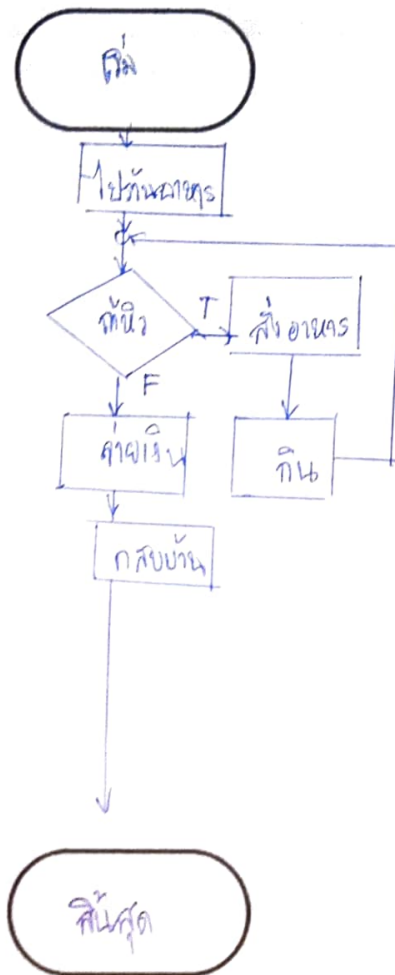 เริ่ม
ไปร้านอาหาร
ถ้าหิว
T
สั่งอาหาร
F
จ่ายเงิน
กิน
กลับบ้าน
สิ้นสุด